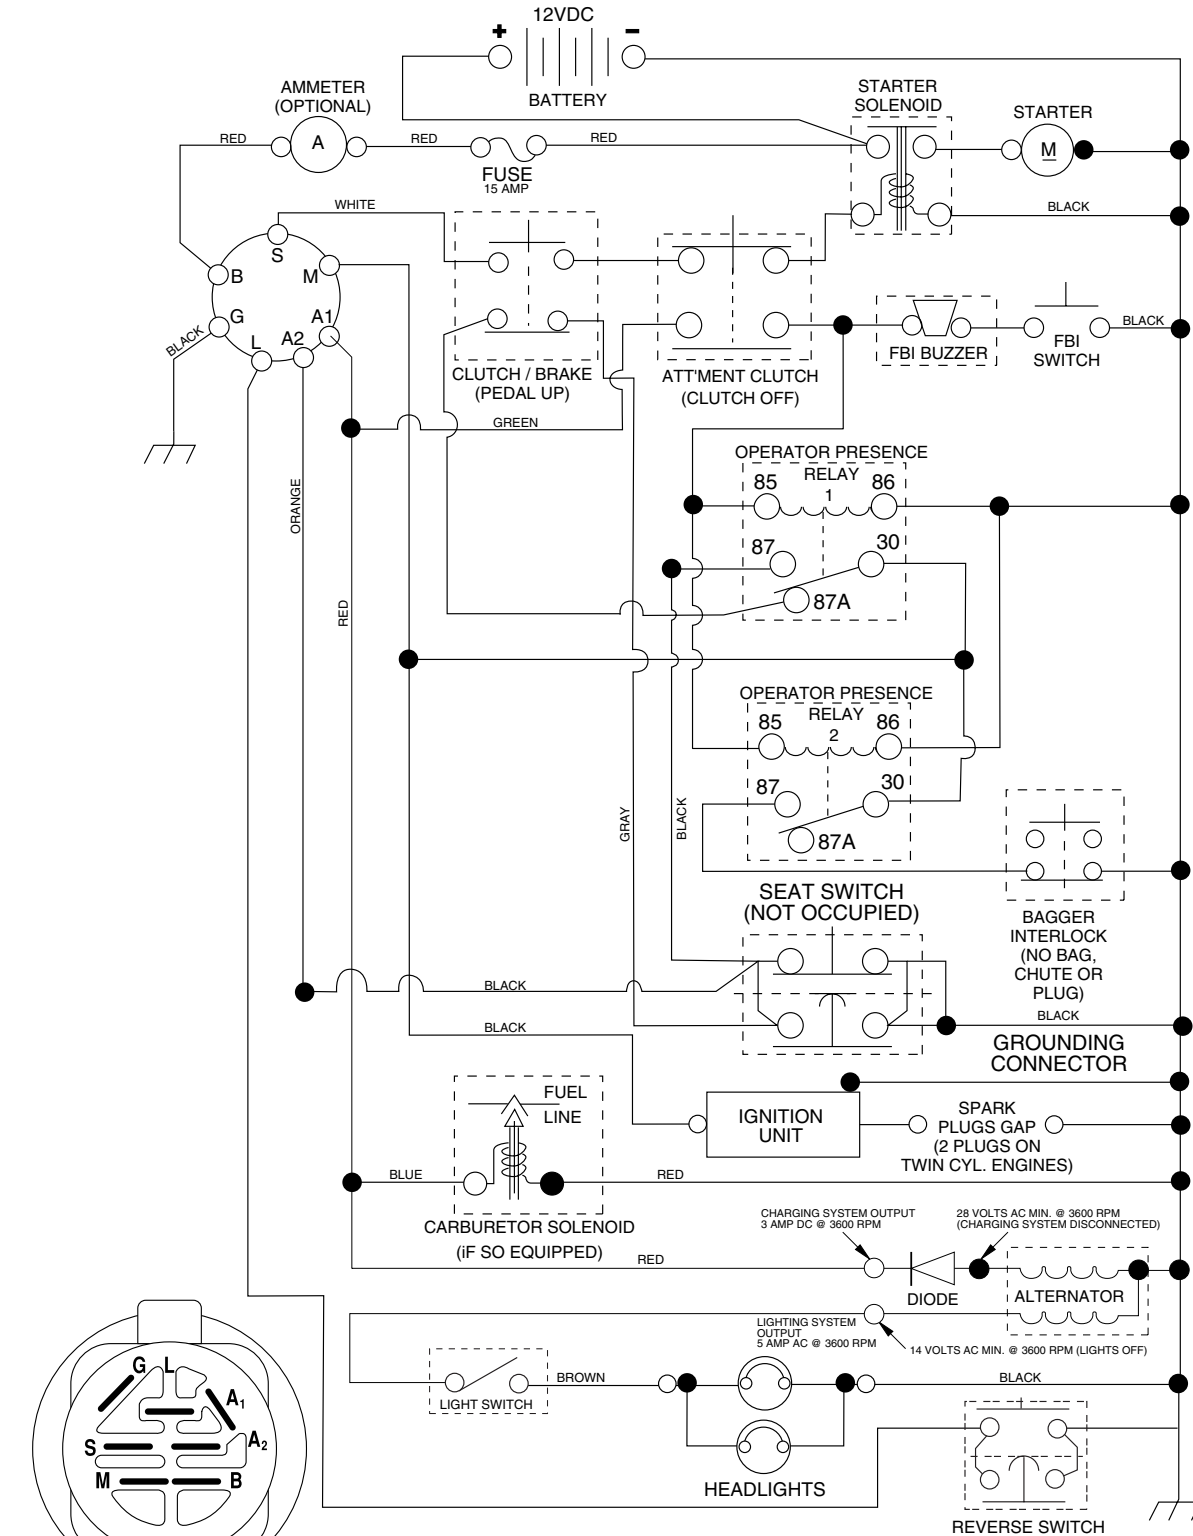 12VDC
+
−
BATTERY
AMMETER
(OPTIONAL)
A
RED
RED
RED
FUSE
15 AMP
STARTER
SOLENOID
STARTER
M
BLACK
WHITE
S
B
M
G
A1
L
A2
BLACK
CLUTCH / BRAKE
(PEDAL UP)
ATT'MENT CLUTCH
(CLUTCH OFF)
FBI BUZZER
FBI
SWITCH
BLACK
GREEN
ORANGE
RED
OPERATOR PRESENCE
RELAY
1
85
86
87
30
87A
OPERATOR PRESENCE
RELAY
2
85
86
87
30
87A
GRAY
BLACK
SEAT SWITCH
(NOT OCCUPIED)
BAGGER
INTERLOCK
(NO BAG,
CHUTE OR
PLUG)
BLACK
BLACK
BLACK
GROUNDING
CONNECTOR
FUEL
LINE
IGNITION
UNIT
SPARK
PLUGS GAP
(2 PLUGS ON
TWIN CYL. ENGINES)
BLUE
RED
CARBURETOR SOLENOID
(iF SO EQUIPPED)
CHARGING SYSTEM OUTPUT
3 AMP DC @ 3600 RPM
28 VOLTS AC MIN. @ 3600 RPM
(CHARGING SYSTEM DISCONNECTED)
RED
DIODE
ALTERNATOR
LIGHTING SYSTEM
OUTPUT
5 AMP AC @ 3600 RPM
14 VOLTS AC MIN. @ 3600 RPM (LIGHTS OFF)
LIGHT SWITCH
BROWN
BLACK
HEADLIGHTS
REVERSE SWITCH
G
L
A1
A2
S
M
B